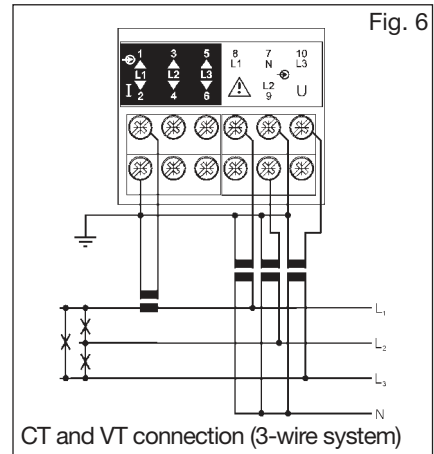 Fig. 6
1 3 5 8 7 10
L1 N L3
L1 L2 L3
I 2 4 6 L2 9 U
L1
L2
L3
N
CT and VT connection (3-wire system)